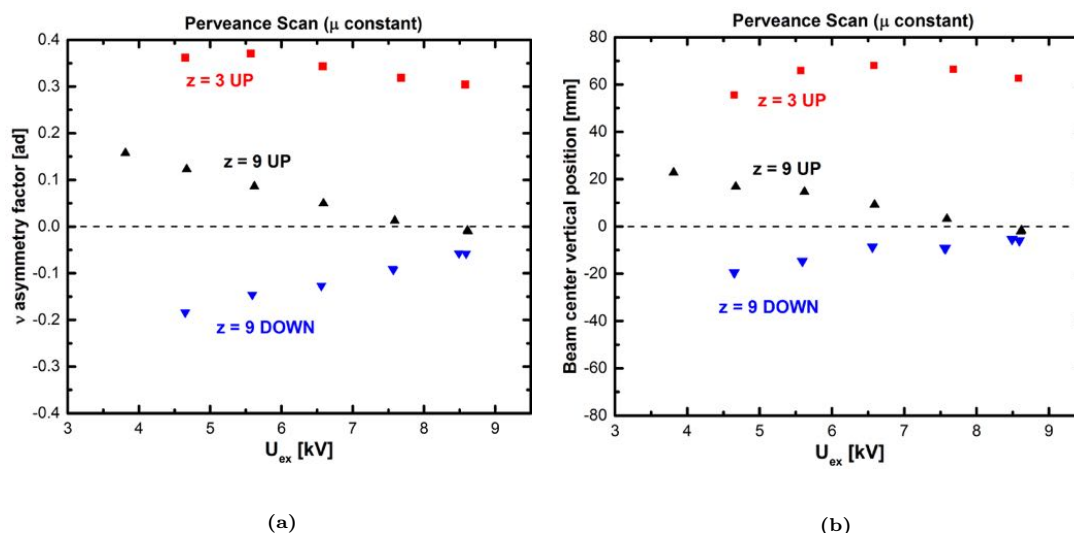 Perveance Scan (μ constant)
ν asymmetry factor [ad]
0.4
0.3
0.2
0.1
0.0
-0.1
-0.2
-0.3
-0.4
z = 3 UP
z = 9 UP
z = 9 DOWN
3 4 5 6 7 8 9
U_ex [kV]
(a)
Perveance Scan (μ constant)
Beam center vertical position [mm]
80
60
40
20
0
-20
-40
-60
-80
z = 3 UP
z = 9 UP
z = 9 DOWN
3 4 5 6 7 8 9
U_ex [kV]
(b)